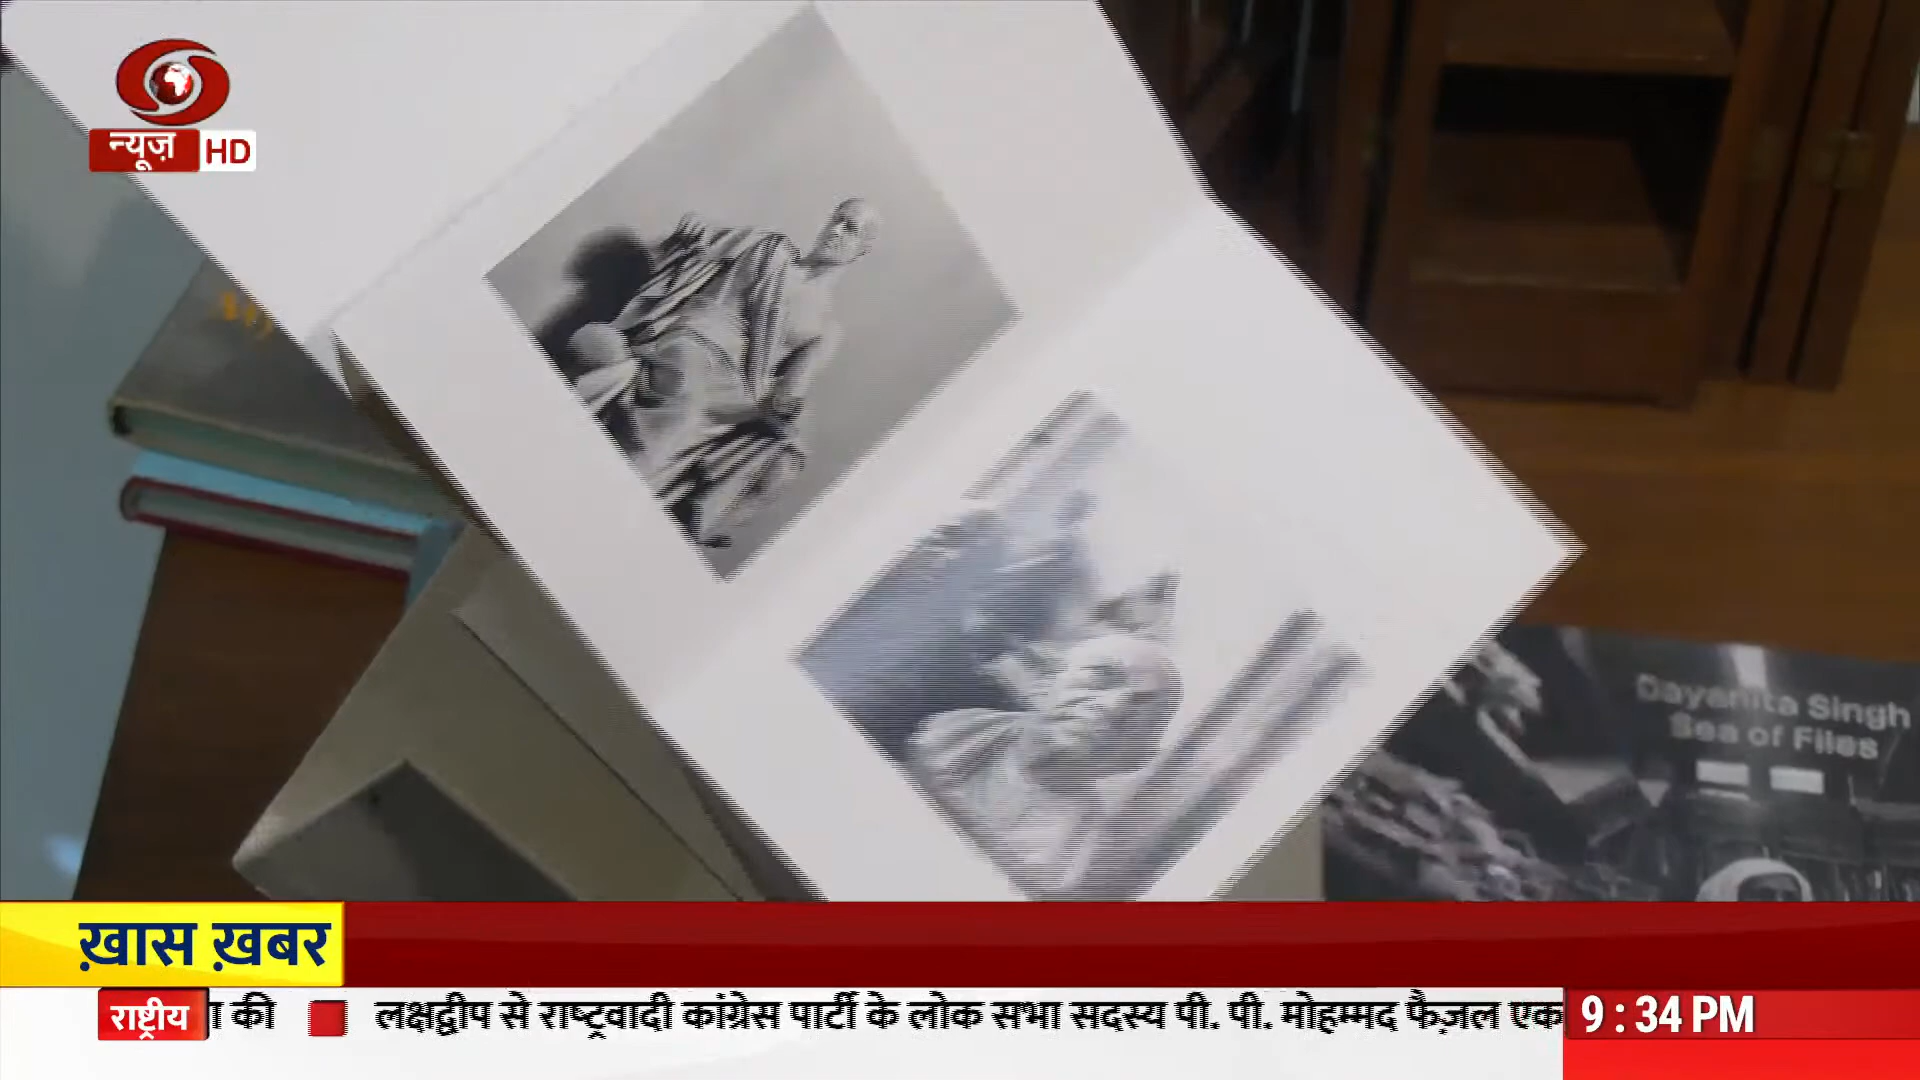 न्यूज़ HD
Dayanita Singh
Sea of Files
ख़ास ख़बर
राष्ट्रीय
की
लक्षद्वीप से राष्ट्रवादी कांग्रेस पार्टी के लोक सभा सदस्य पी. पी. मोहम्मद फैज़ल एक
9 : 34 PM